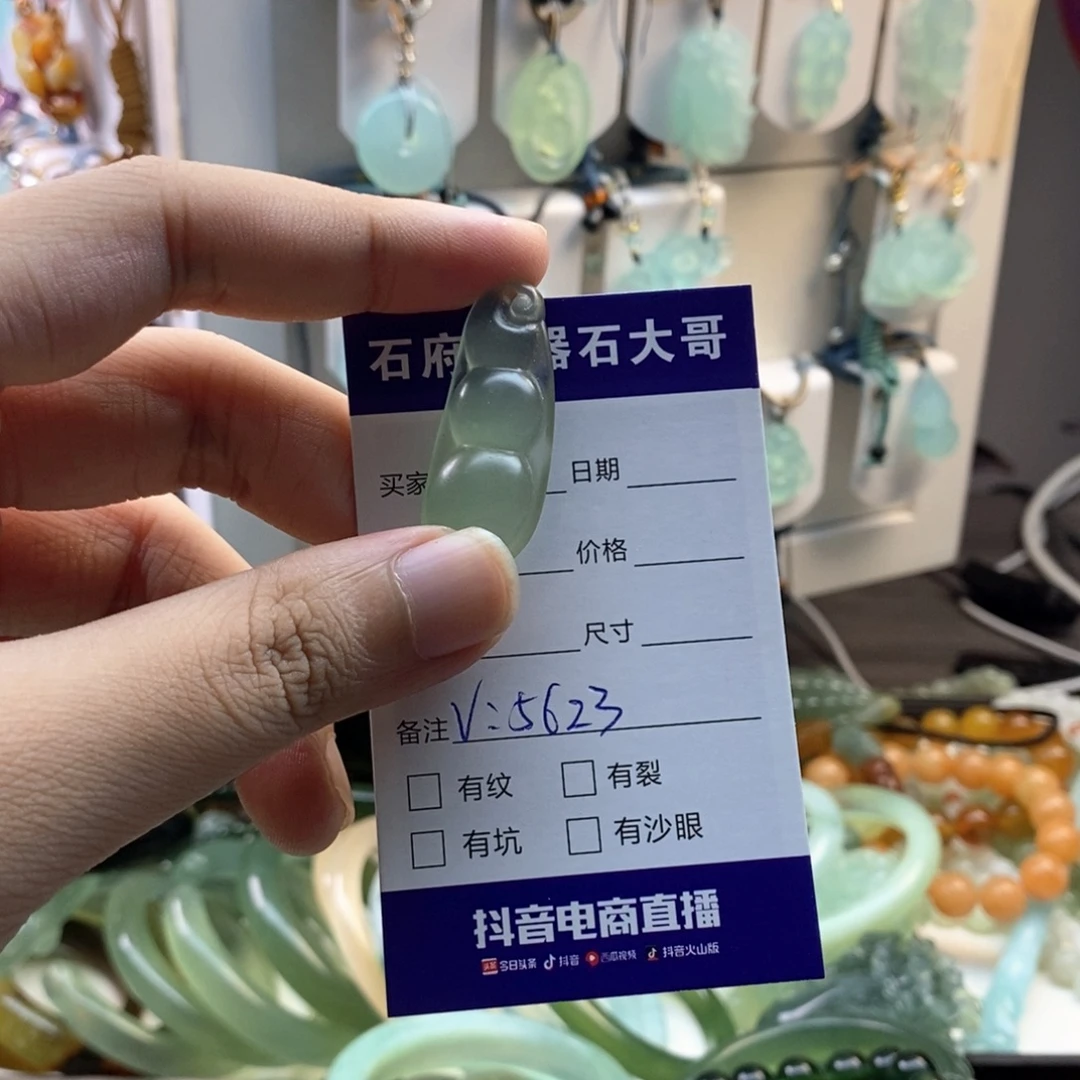 石府 器石大哥
买家 日期
价格
尺寸
备注 V:5623
有纹 有裂
有坑 有沙眼
抖音电商直播
今日头条 抖音 西瓜视频 抖音火山版